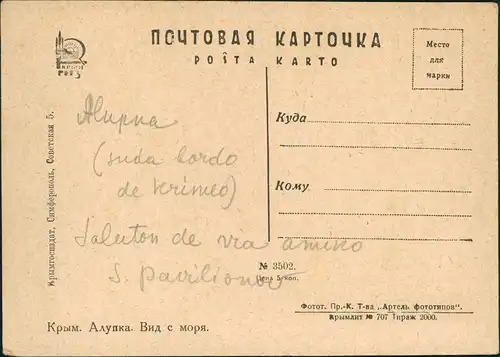 ПОЧТОВАЯ КАРТОЧКА
POŜTA KARTO
Место
для
марки
Крымгосиздат, Симферополь, Советская 5.
Куда
Кому
Alupka
(suda bordo
de Krimeo)
Saluton de via amiko
S. Pavilionov
№ 3502.
Цена 5 коп.
Крым. Алупка. Вид с моря.
Фотот. Пр.-К. Т-ва „Артель фототипов".
Крымлит № 707 Тираж 2000.